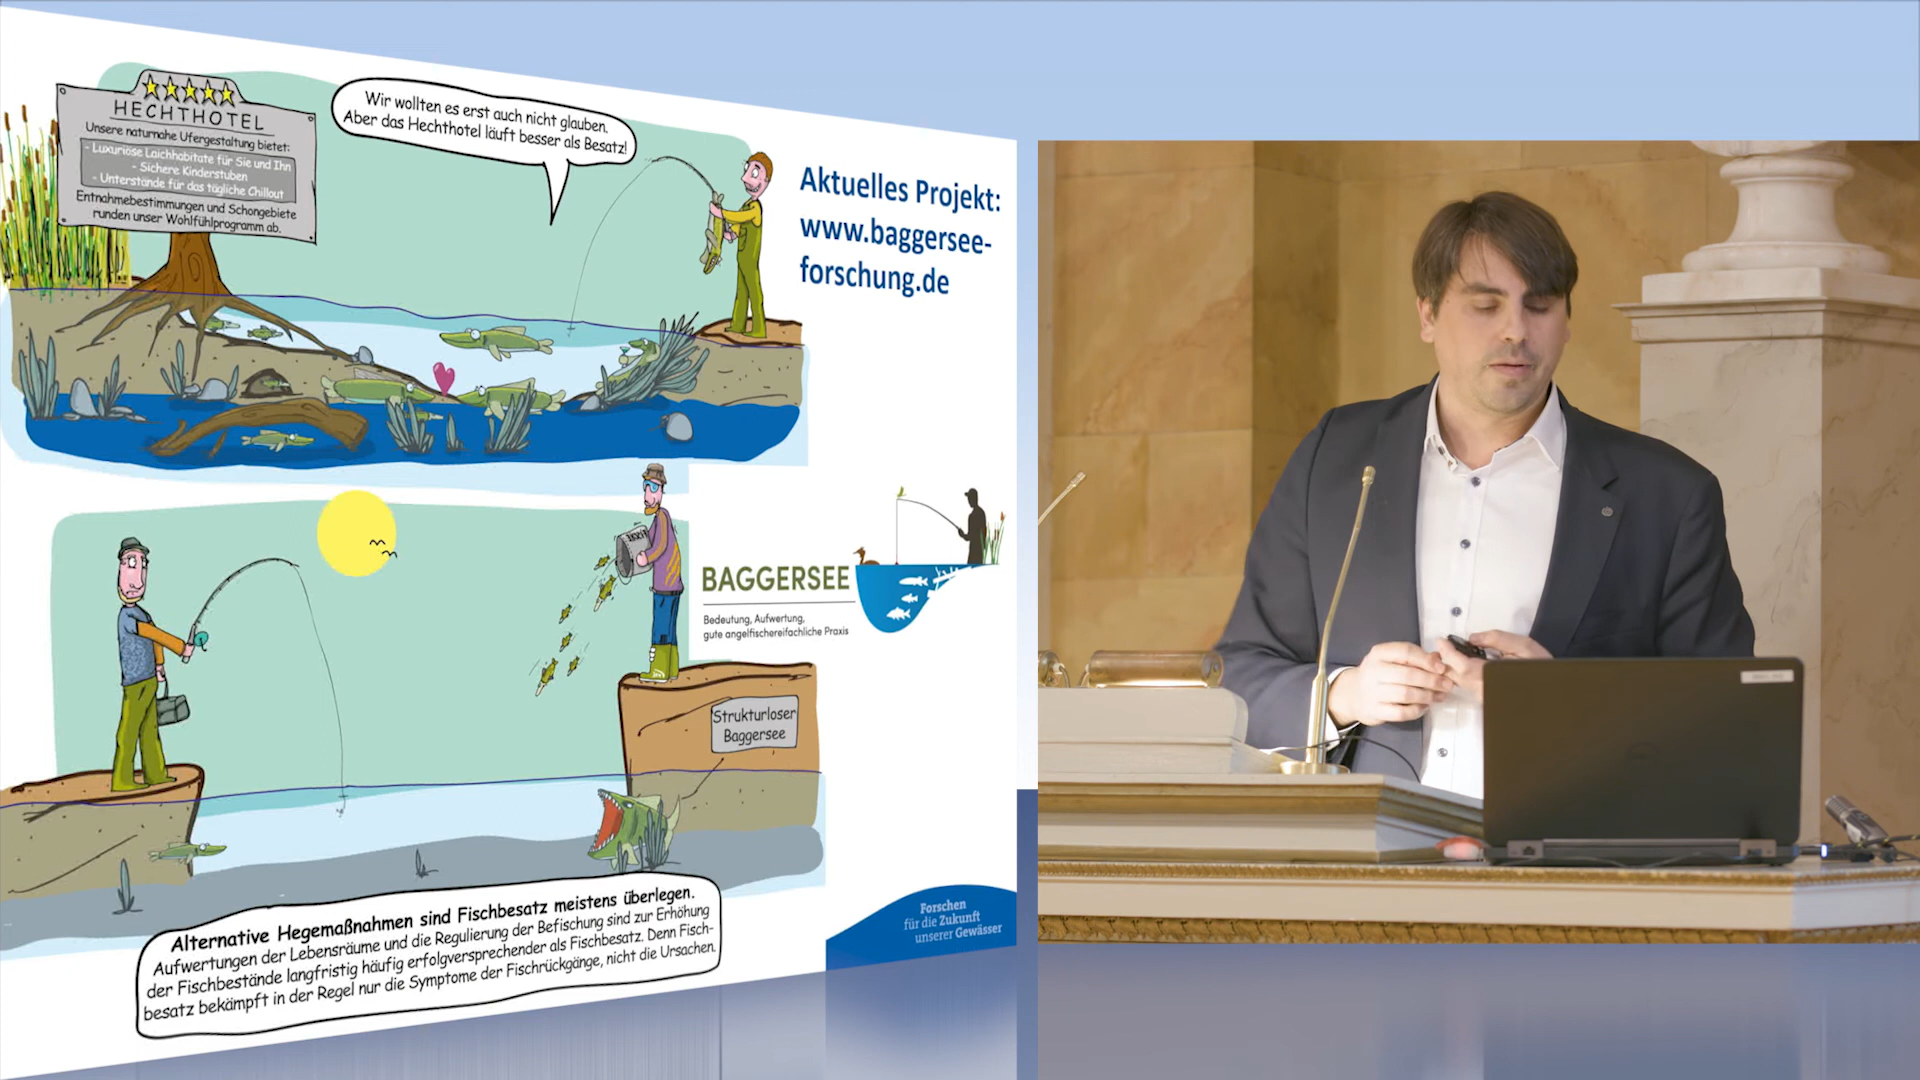 HECHTHOTEL
Unsere naturnahe Ufergestaltung bietet:
- Luxuriöse Laichhabitate für Sie und Ihn
- Sichere Kinderstuben
- Unterstände für das tägliche Chillout
Entnahmebestimmungen und Schongebiete
runden unser Wohlfühlprogramm ab.
Wir wollten es erst auch nicht glauben.
Aber das Hechthotel läuft besser als Besatz!
Aktuelles Projekt:
www.baggersee-
forschung.de
BAGGERSEE
Bedeutung, Aufwertung,
gute angelfischereifachliche Praxis
Strukturloser
Baggersee
Alternative Hegemaßnahmen sind Fischbesatz meistens überlegen.
Aufwertungen der Lebensräume und die Regulierung der Befischung sind zur Erhöhung
der Fischbestände langfristig häufig erfolgversprechender als Fischbesatz. Denn Fisch-
besatz bekämpft in der Regel nur die Symptome der Fischrückgänge, nicht die Ursachen.
Forschen
für die Zukunft
unserer Gewässer